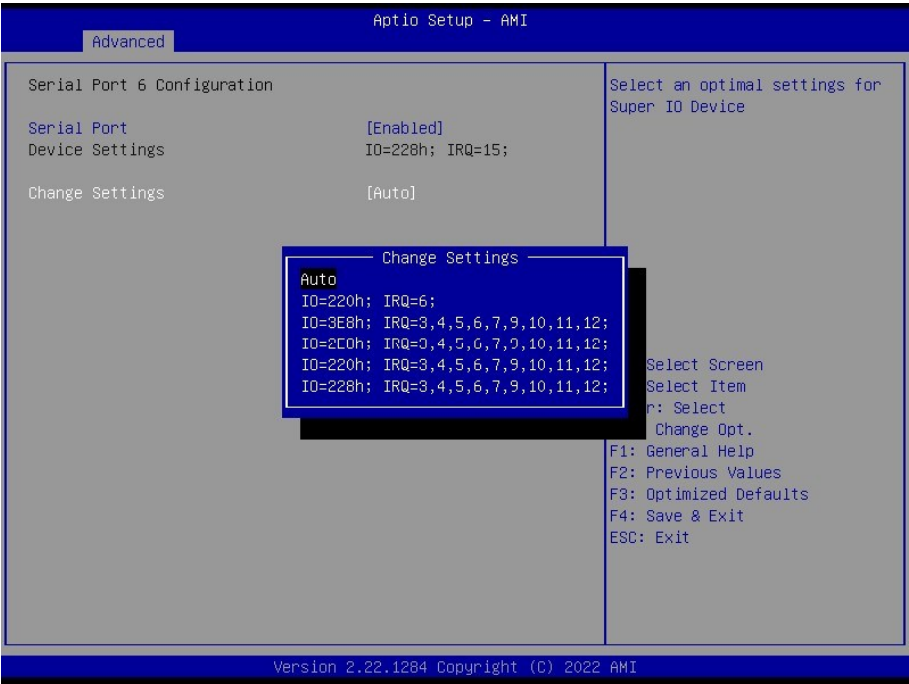 Aptio Setup – AMI
Advanced
Serial Port 6 Configuration
Serial Port [Enabled]
Device Settings IO=228h; IRQ=15;
Change Settings [Auto]
Select an optimal settings for
Super IO Device
Change Settings
Auto
IO=220h; IRQ=6;
IO=3E8h; IRQ=3,4,5,6,7,9,10,11,12;
IO=2E0h; IRQ=3,4,5,6,7,9,10,11,12;
IO=220h; IRQ=3,4,5,6,7,9,10,11,12;
IO=228h; IRQ=3,4,5,6,7,9,10,11,12;
Select Screen
Select Item
r: Select
Change Opt.
F1: General Help
F2: Previous Values
F3: Optimized Defaults
F4: Save & Exit
ESC: Exit
Version 2.22.1284 Copyright (C) 2022 AMI